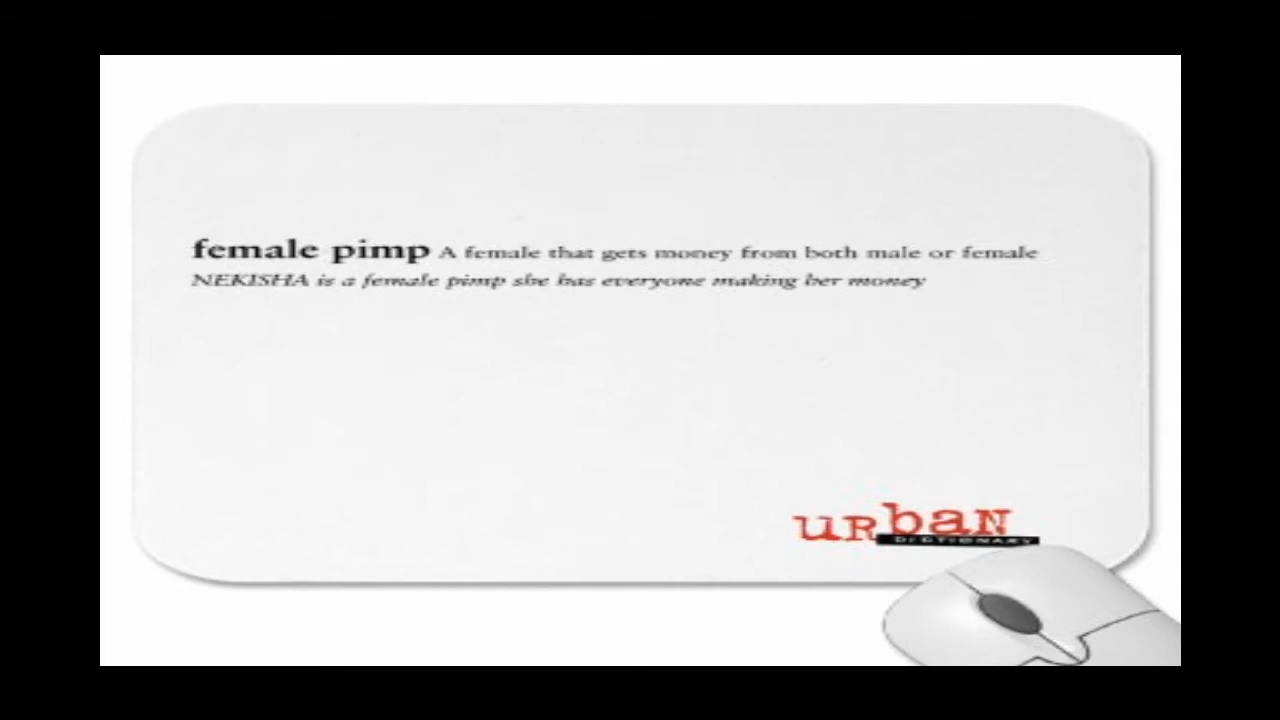 female pimp A female that gets money from both male or female
NEKISHA is a female pimp she has everyone making her money
urban
DICTIONARY